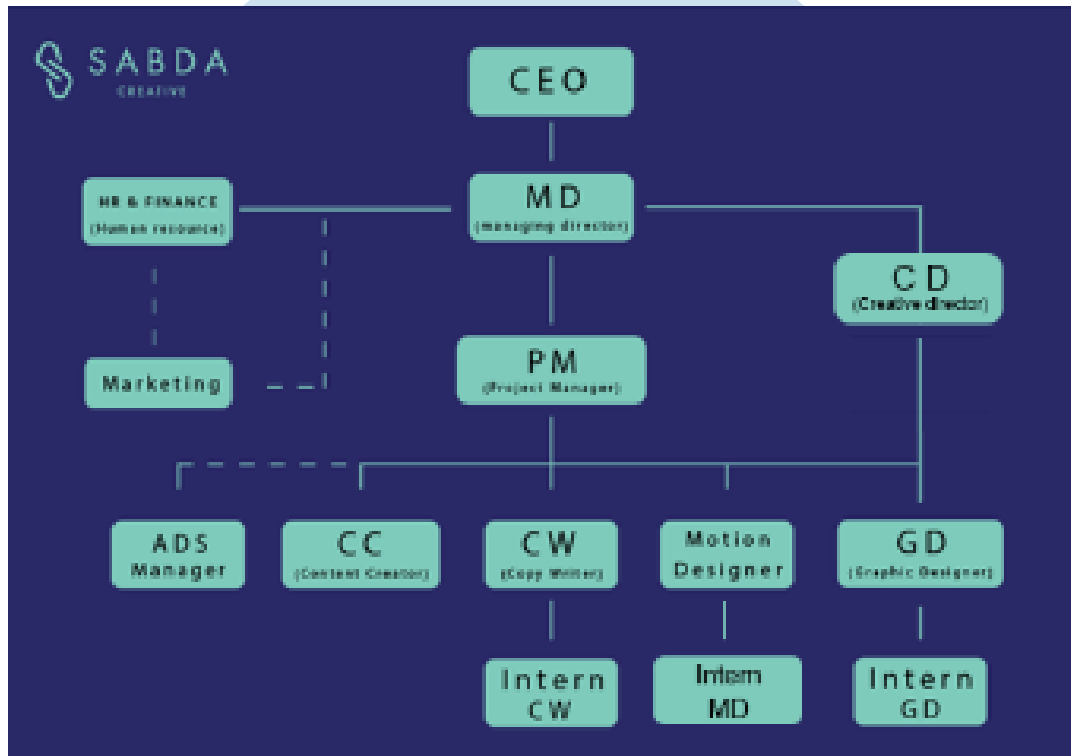 SABDA
CREATIVE
CEO
MD
(managing director)
HR & FINANCE
(Human resource)
CD
(Creative director)
PM
(Project Manager)
Marketing
ADS
Manager
CC
(Content Creator)
CW
(Copy Writer)
Motion
Designer
GD
(Graphic Designer)
Intern
CW
Intern
MD
Intern
GD